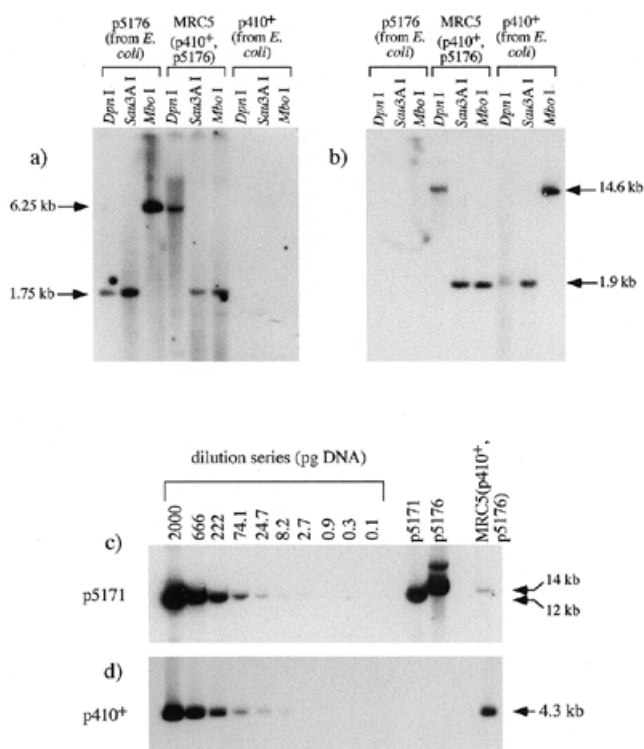 p5176
(from E.
coli)
MRC5
(p410+,
p5176)
p410+
(from E.
coli)
Dpn I
Sau3A I
Mbo I
Dpn I
Sau3A I
Mbo I
Dpn I
Sau3A I
Mbo I
a)
6.25 kb
1.75 kb
p5176
(from E.
coli)
MRC5
(p410+,
p5176)
p410+
(from E.
coli)
Dpn I
Sau3A I
Mbo I
Dpn I
Sau3A I
Mbo I
Dpn I
Sau3A I
Mbo I
b)
14.6 kb
1.9 kb
dilution series (pg DNA)
2000
666
222
74.1
24.7
8.2
2.7
0.9
0.3
0.1
p5171
p5176
MRC5(p410+,
p5176)
c)
p5171
14 kb
12 kb
d)
p410+
4.3 kb